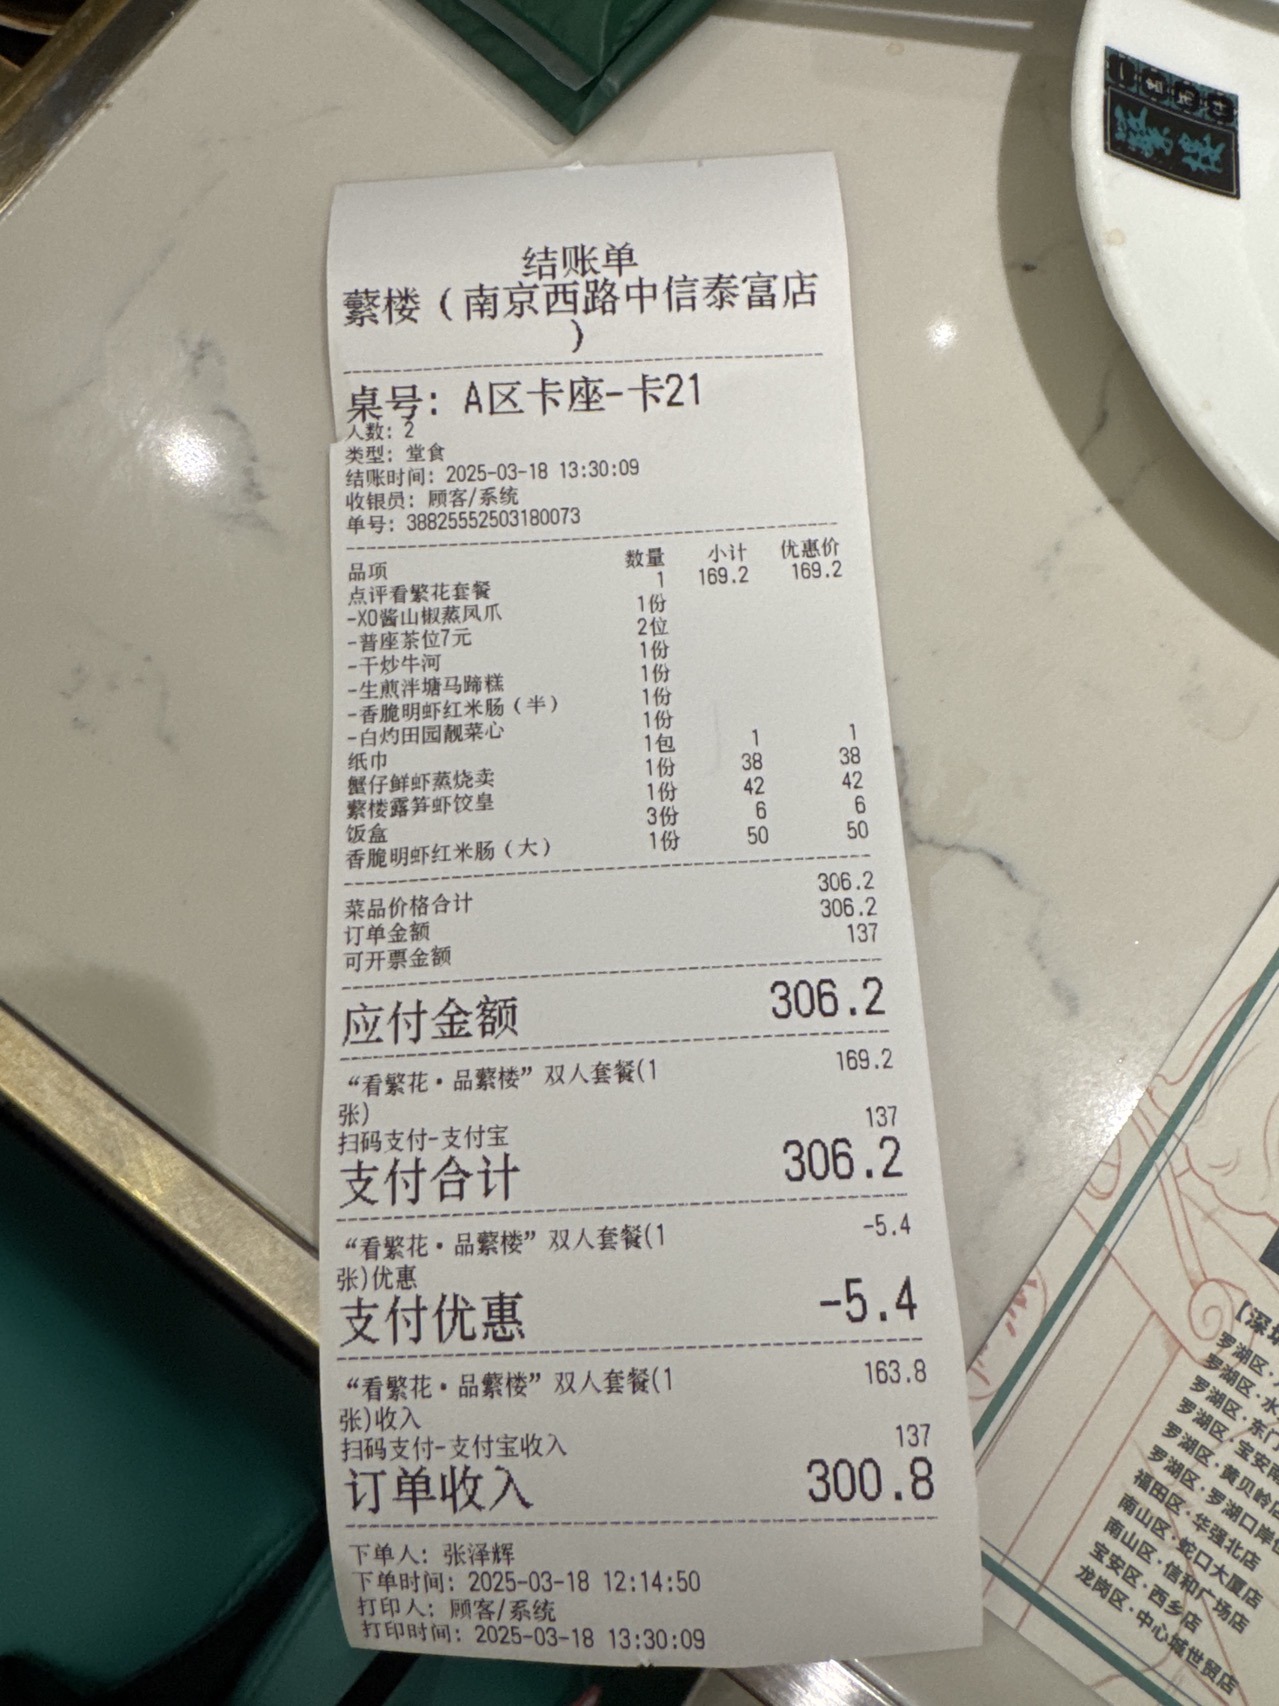 结账单
蘩楼（南京西路中信泰富店
）
桌号：A区卡座-卡21
人数：2
类型：堂食
结账时间：2025-03-18 13:30:09
收银员：顾客/系统
单号：38825552503180073
品项 数量 小计 优惠价
点评看繁花套餐 1 169.2 169.2
-XO酱山椒蒸凤爪 1份
-普座茶位7元 2位
-干炒牛河 1份
-生煎泮塘马蹄糕 1份
-香脆明虾红米肠（半） 1份
-白灼田园靓菜心 1份
纸巾 1包 1 1
蟹仔鲜虾蒸烧卖 1份 38 38
蘩楼露笋虾饺皇 1份 42 42
饭盒 3份 6 6
香脆明虾红米肠（大） 1份 50 50
菜品价格合计 306.2
订单金额 306.2
可开票金额 137
应付金额 306.2
“看繁花·品蘩楼”双人套餐(1 169.2
张)
扫码支付-支付宝 137
支付合计 306.2
“看繁花·品蘩楼”双人套餐(1 -5.4
张)优惠
支付优惠 -5.4
“看繁花·品蘩楼”双人套餐(1 163.8
张)收入
扫码支付-支付宝收入 137
订单收入 300.8
下单人：张泽辉
下单时间：2025-03-18 12:14:50
打印人：顾客/系统
打印时间：2025-03-18 13:30:09
蘩楼
【深圳
罗湖区·
罗湖区·水
罗湖区·东门
罗湖区·宝安南
罗湖区·黄贝岭店
罗湖区·罗湖口岸
福田区·华强北店
南山区·蛇口大厦店
南山区·信和广场店
宝安区·西乡店
龙岗区·中心城世贸店